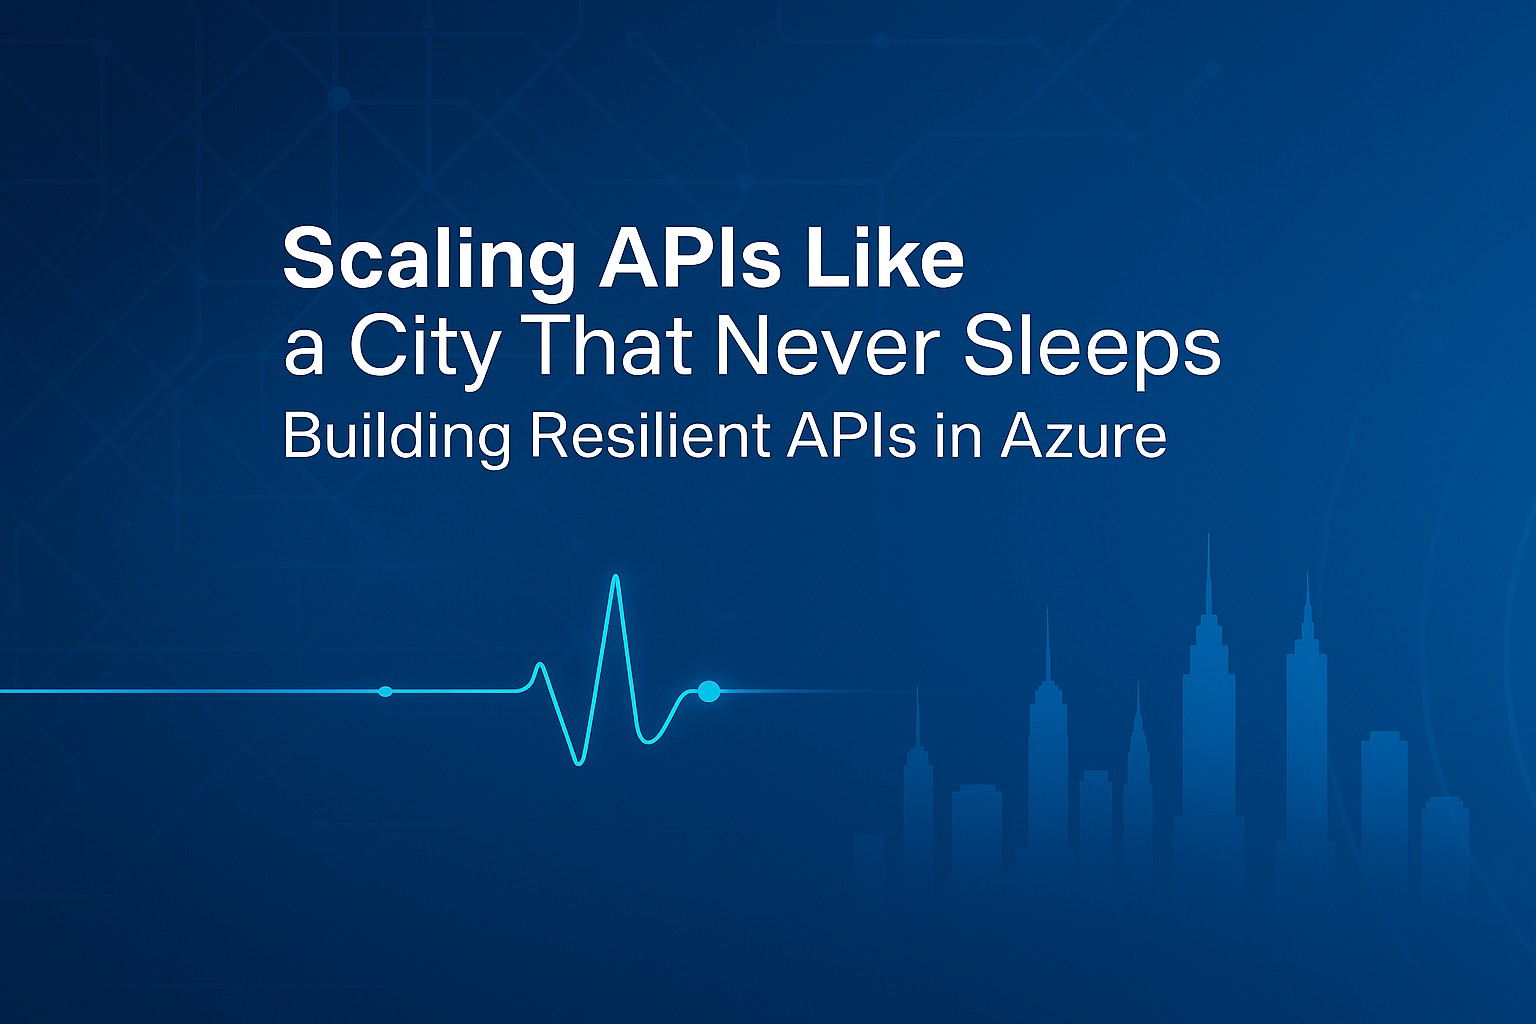 Scaling APIs Like
a City That Never Sleeps
Building Resilient APIs in Azure